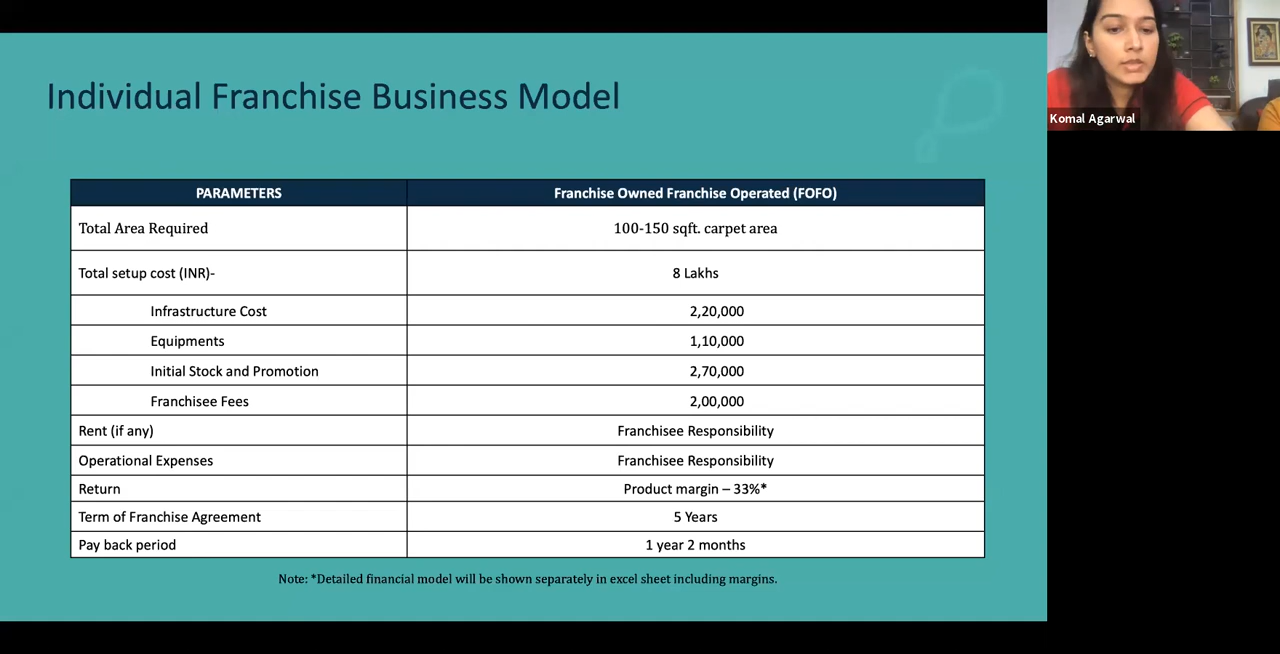 Individual Franchise Business Model
Komal Agarwal
PARAMETERS Franchise Owned Franchise Operated (FOFO)
Total Area Required 100-150 sqft. carpet area
Total setup cost (INR)- 8 Lakhs
Infrastructure Cost 2,20,000
Equipments 1,10,000
Initial Stock and Promotion 2,70,000
Franchisee Fees 2,00,000
Rent (if any) Franchisee Responsibility
Operational Expenses Franchisee Responsibility
Return Product margin – 33%*
Term of Franchise Agreement 5 Years
Pay back period 1 year 2 months
Note: *Detailed financial model will be shown separately in excel sheet including margins.